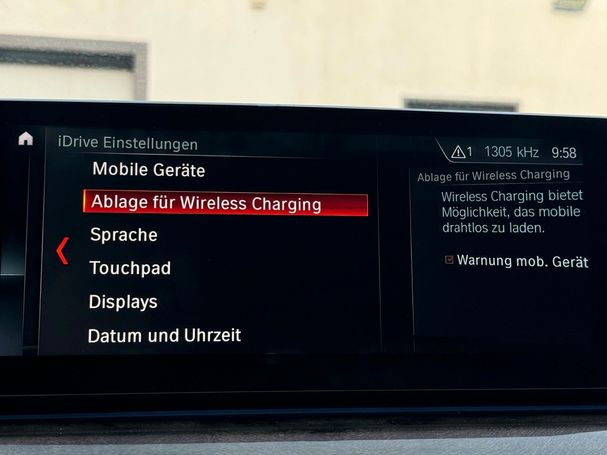 iDrive Einstellungen
1 1305 kHz 9:58
Mobile Geräte
Ablage für Wireless Charging
Sprache
Touchpad
Displays
Datum und Uhrzeit
Ablage für Wireless Charging
Wireless Charging bietet
Möglichkeit, das mobile
drahtlos zu laden.
Warnung mob. Gerät